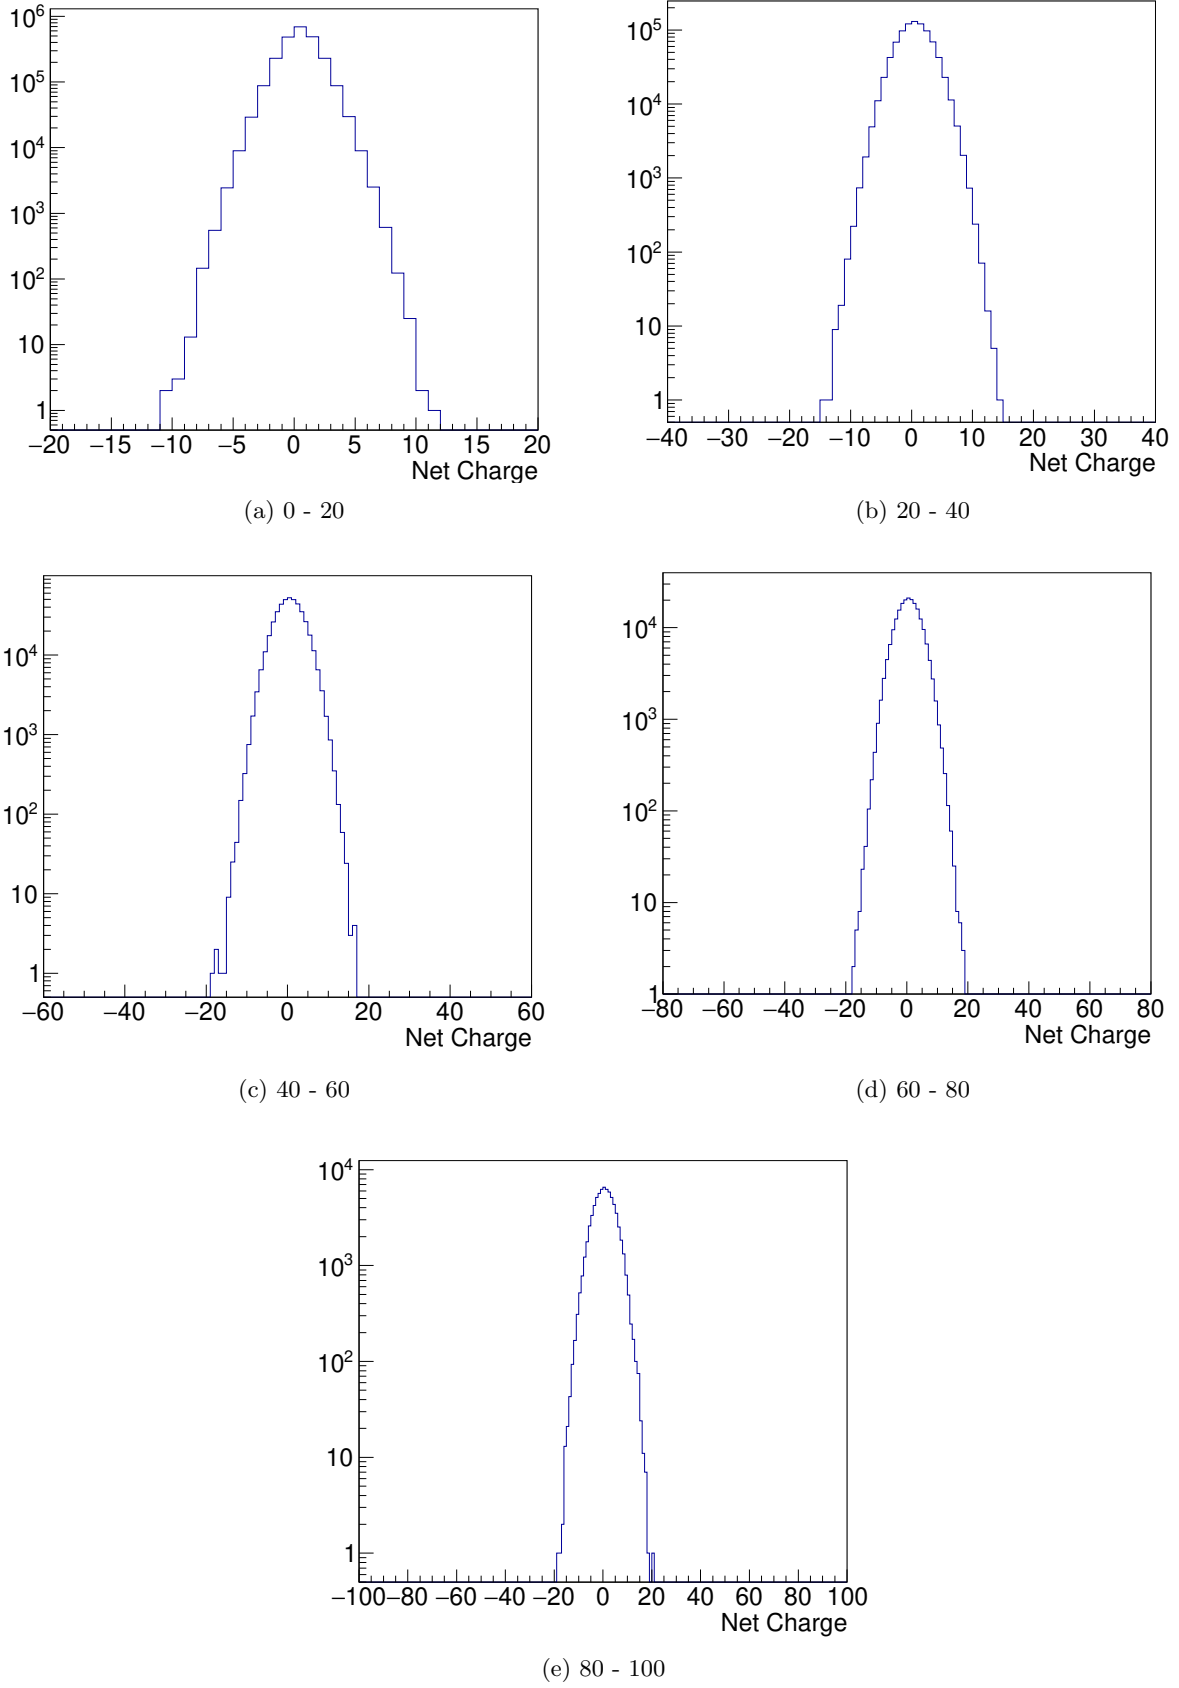 10^6
10^5
10^4
10^3
10^2
10
1
−20 −15 −10 −5 0 5 10 15 20
Net Charge
(a) 0 - 20
10^5
10^4
10^3
10^2
10
1
−40 −30 −20 −10 0 10 20 30 40
Net Charge
(b) 20 - 40
10^4
10^3
10^2
10
1
−60 −40 −20 0 20 40 60
Net Charge
(c) 40 - 60
10^4
10^3
10^2
10
1
−80 −60 −40 −20 0 20 40 60 80
Net Charge
(d) 60 - 80
10^4
10^3
10^2
10
1
−100 −80 −60 −40 −20 0 20 40 60 80 100
Net Charge
(e) 80 - 100